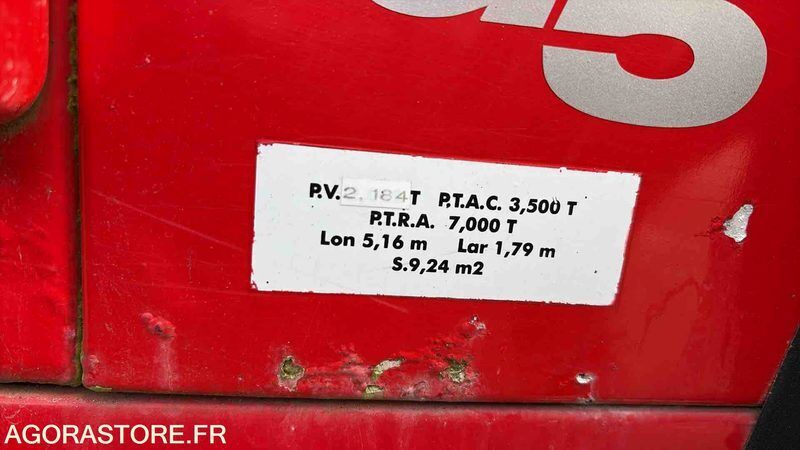 P.V.2,184T P.T.A.C. 3,500 T
P.T.R.A. 7,000 T
Lon 5,16 m Lar 1,79 m
S.9,24 m2
AGORASTORE.FR